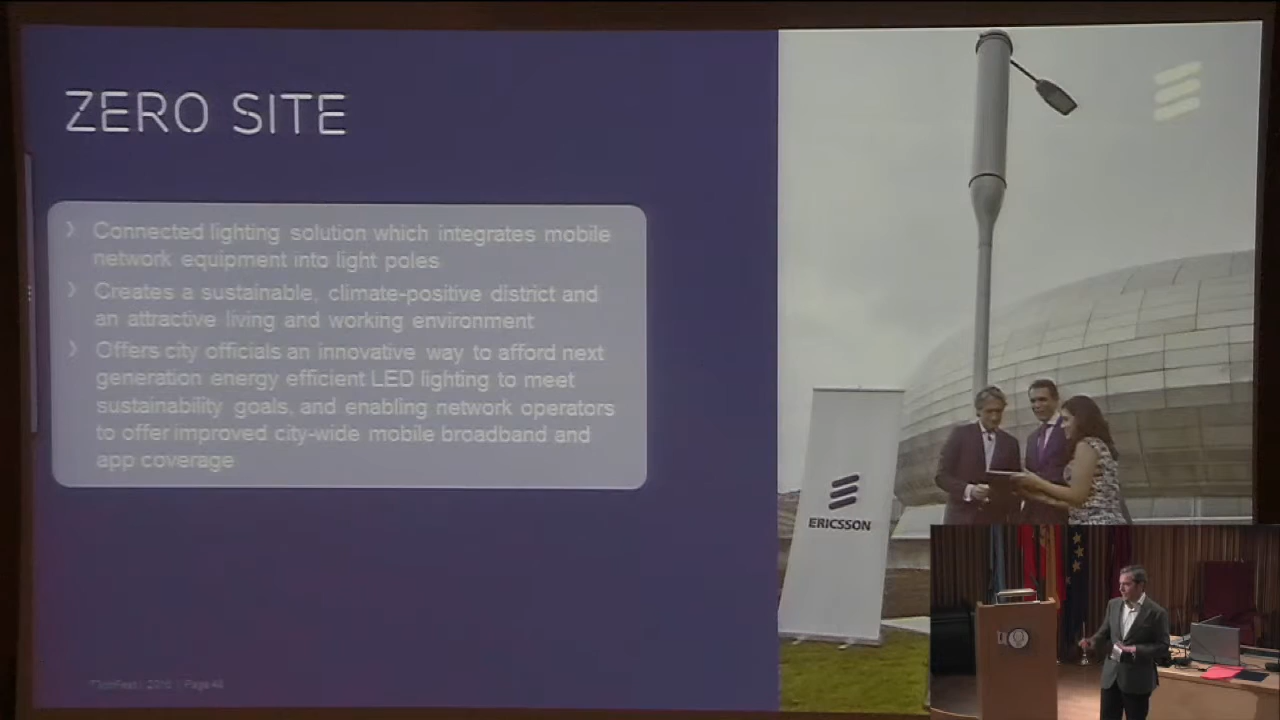 ZERO SITE
Connected lighting solution which integrates mobile
network equipment into light poles
Creates a sustainable, climate-positive district and
an attractive living and working environment
Offers city officials an innovative way to afford next
generation energy efficient LED lighting to meet
sustainability goals, and enabling network operators
to offer improved city-wide mobile broadband and
app coverage
ERICSSON
Page